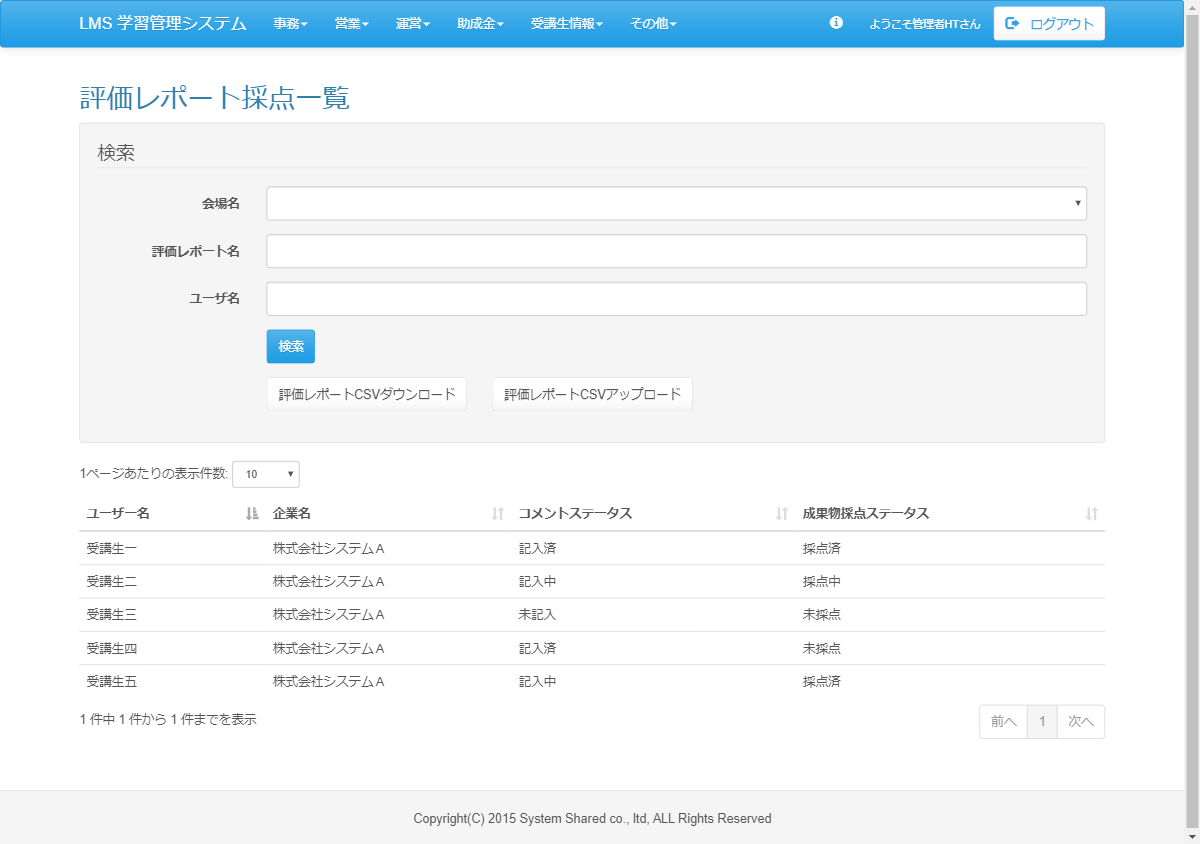 LMS 学習管理システム 事務 営業 運営 助成金 受講生情報 その他 ようこそ管理者HTさん ログアウト
評価レポート採点一覧
検索
会場名
評価レポート名
ユーザ名
検索
評価レポートCSVダウンロード 評価レポートCSVアップロード
1ページあたりの表示件数: 10
ユーザー名 企業名 コメントステータス 成果物採点ステータス
受講生一 株式会社システムA 記入済 採点済
受講生二 株式会社システムA 記入中 採点中
受講生三 株式会社システムA 未記入 未採点
受講生四 株式会社システムA 記入済 未採点
受講生五 株式会社システムA 記入中 採点済
1 件中 1 件から 1 件までを表示 前へ 1 次へ
Copyright(C) 2015 System Shared co., ltd, ALL Rights Reserved